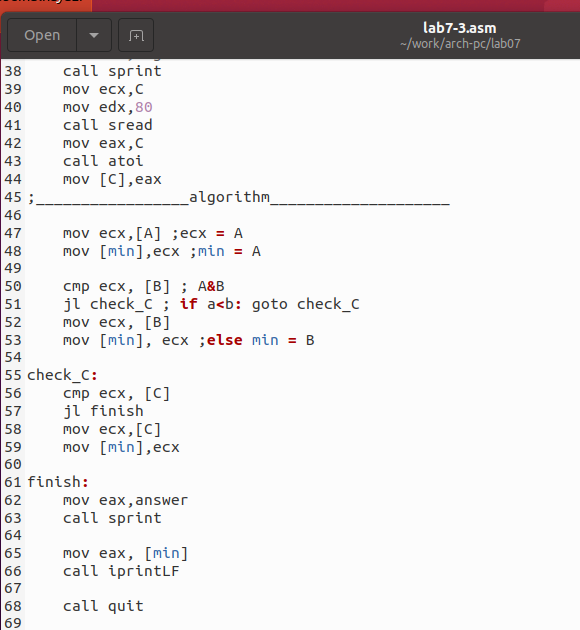 Open
lab7-3.asm
~/work/arch-pc/lab07
38 call sprint
39 mov ecx,C
40 mov edx,80
41 call sread
42 mov eax,C
43 call atoi
44 mov [C],eax
45 ;_________________algorithm____________________
46
47 mov ecx,[A] ;ecx = A
48 mov [min],ecx ;min = A
49
50 cmp ecx, [B] ; A&B
51 jl check_C ; if a<b: goto check_C
52 mov ecx, [B]
53 mov [min], ecx ;else min = B
54
55 check_C:
56 cmp ecx, [C]
57 jl finish
58 mov ecx,[C]
59 mov [min],ecx
60
61 finish:
62 mov eax,answer
63 call sprint
64
65 mov eax, [min]
66 call iprintLF
67
68 call quit
69